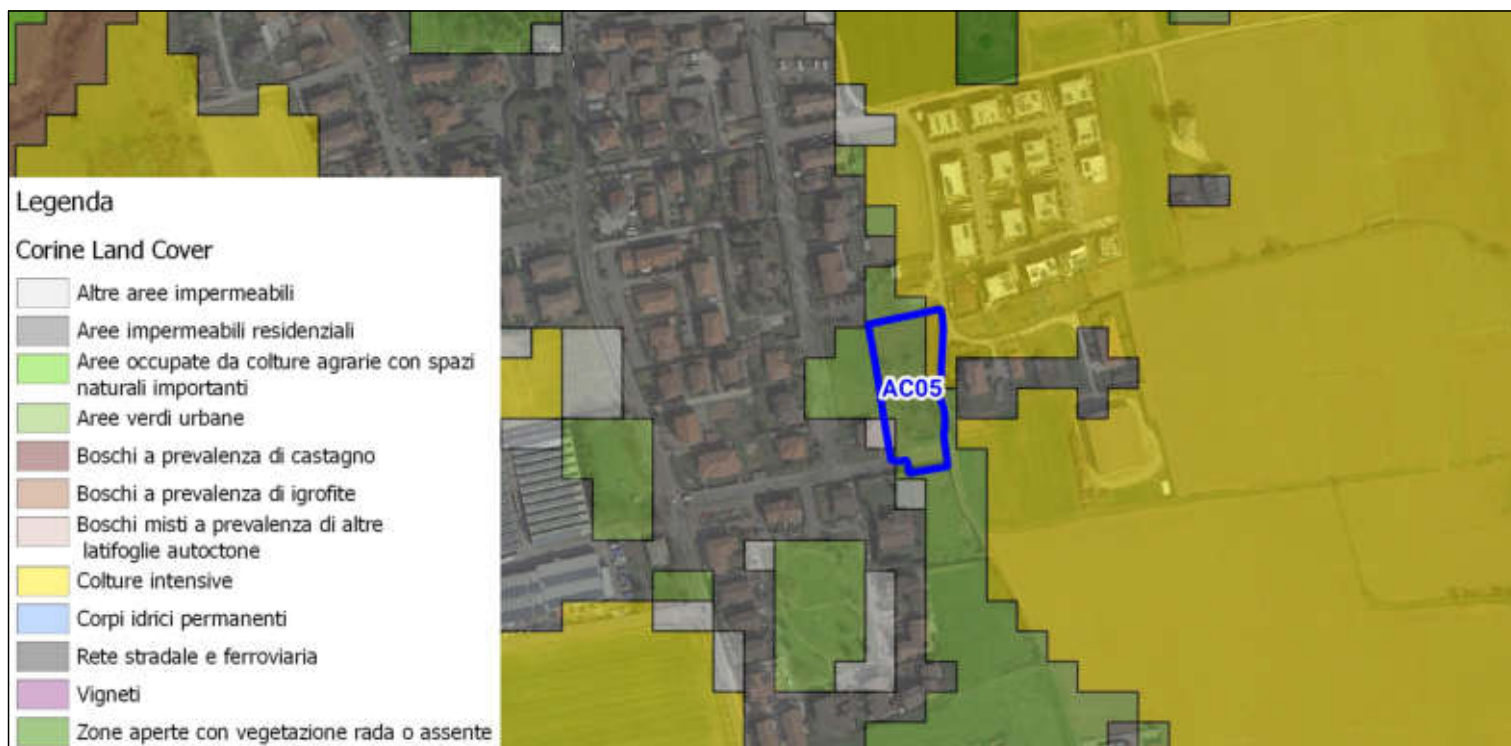 Legenda
Corine Land Cover
Altre aree impermeabili
Aree impermeabili residenziali
Aree occupate da colture agrarie con spazi
naturali importanti
Aree verdi urbane
Boschi a prevalenza di castagno
Boschi a prevalenza di igrofite
Boschi misti a prevalenza di altre
latifoglie autoctone
Colture intensive
Corpi idrici permanenti
Rete stradale e ferroviaria
Vigneti
Zone aperte con vegetazione rada o assente
AC05